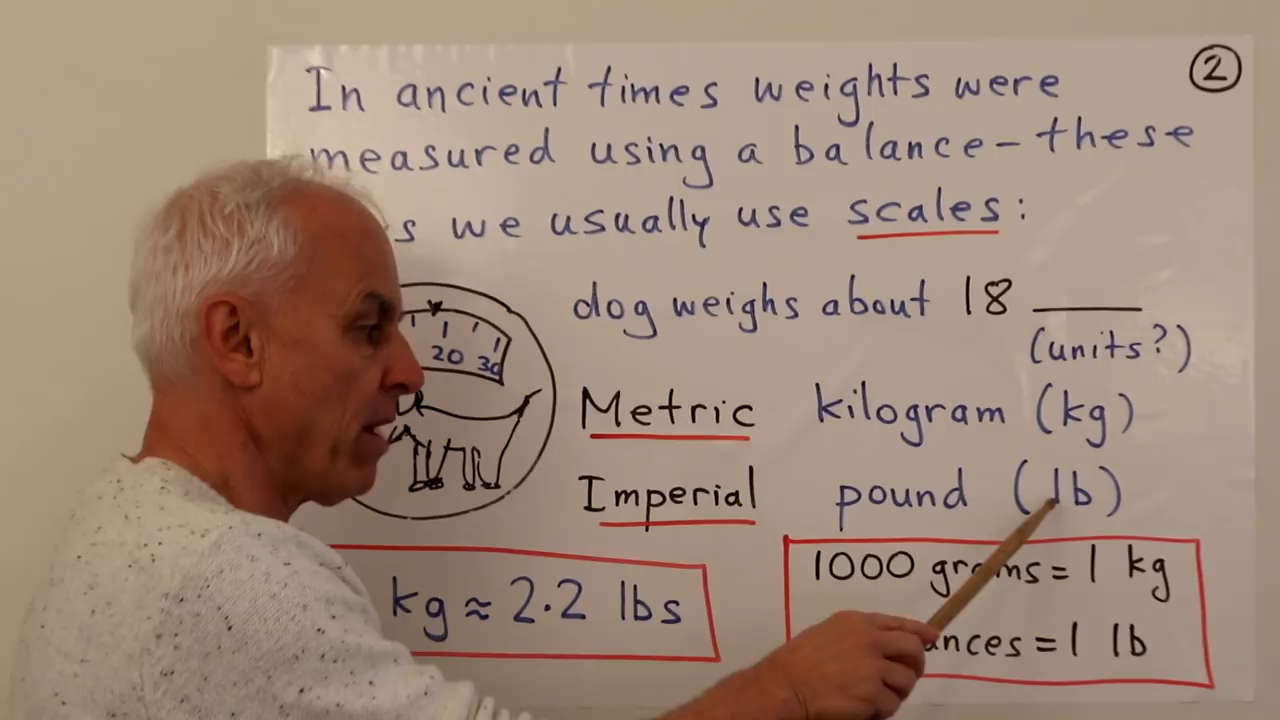 2
In ancient times weights were
measured using a balance - these
we usually use scales:
dog weighs about 18 ____
(units?)
20 30
Metric kilogram (kg)
Imperial pound (lb)
1000 grams = 1 kg
kg ≈ 2.2 lbs
= 1 lb